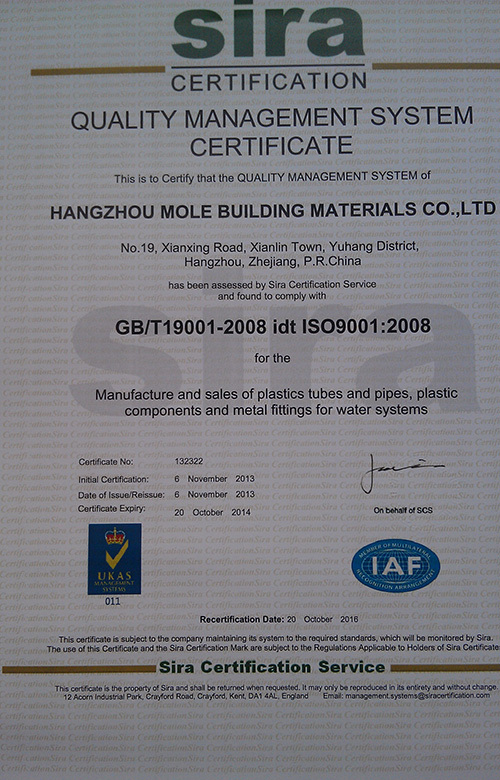 sira
CERTIFICATION
QUALITY MANAGEMENT SYSTEM
CERTIFICATE
This is to Certify that the QUALITY MANAGEMENT SYSTEM of
HANGZHOU MOLE BUILDING MATERIALS CO.,LTD
No.19, Xianxing Road, Xianlin Town, Yuhang District,
Hangzhou, Zhejiang, P.R.China
has been assessed by Sira Certification Service
and found to comply with
sira
GB/T19001-2008 idt ISO9001:2008
for the
Manufacture and sales of plastics tubes and pipes, plastic
components and metal fittings for water systems
Certificate No: 132322
Initial Certification: 6 November 2013
Date of Issue/Reissue: 6 November 2013
Certificate Expiry: 20 October 2014
On behalf of SCS
UKAS
MANAGEMENT
SYSTEMS
011
MEMBER OF MULTILATERAL
IAF
RECOGNITION ARRANGEMENT
Recertification Date: 20 October 2016
This certificate is subject to the company maintaining its system to the required standards, which will be monitored by Sira.
The use of this Certificate and the Sira Certification Mark are subject to the Regulations Applicable to Holders of Sira Certificate
Sira Certification Service
This certificate is the property of Sira and shall be returned when requested. It may only be reproduced in its entirety and without change.
12 Acorn Industrial Park, Crayford Road, Crayford, Kent, DA1 4AL, England Email: management.systems@siracertification.com